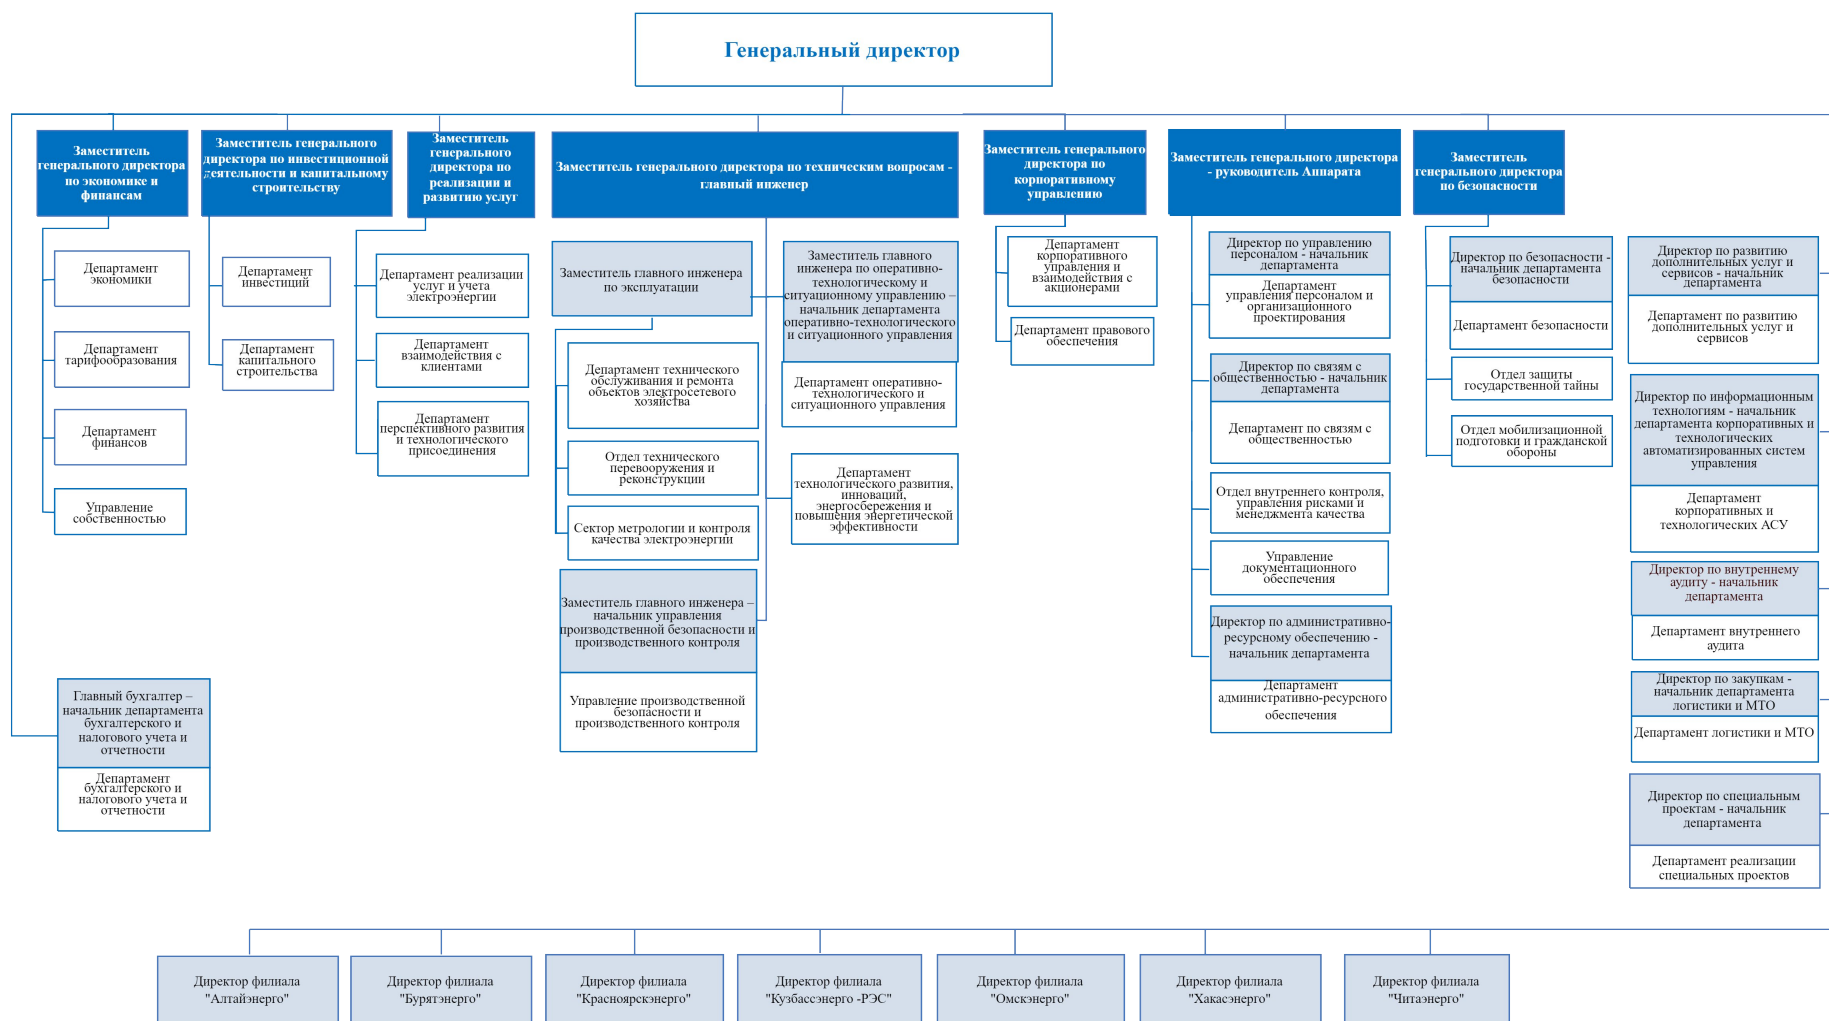 Генеральный директор
Заместитель
генерального директора
по экономике и
финансам
Департамент
экономики
Департамент
тарифообразования
Департамент
финансов
Управление
собственностью
Главный бухгалтер –
начальник департамента
бухгалтерского и
налогового учета и
отчетности
Департамент
бухгалтерского и
налогового учета и
отчетности
Заместитель генерального
директора по инвестиционной
деятельности и капитальному
строительству
Департамент
инвестиций
Департамент
капитального
строительства
Заместитель
генерального
директора по
реализации и
развитию услуг
Департамент реализации
услуг и учета
электроэнергии
Департамент
взаимодействия с
клиентами
Департамент
перспективного развития
и технологического
присоединения
Заместитель генерального директора по техническим вопросам -
главный инженер
Заместитель главного инженера
по эксплуатации
Департамент технического
обслуживания и ремонта
объектов электросетевого
хозяйства
Отдел технического
перевооружения и
реконструкции
Сектор метрологии и контроля
качества электроэнергии
Заместитель главного инженера –
начальник управления
производственной безопасности и
производственного контроля
Управление производственной
безопасности и
производственного контроля
Заместитель главного
инженера по оперативно-
технологическому и
ситуационному управлению –
начальник департамента
оперативно-технологического
и ситуационного управления
Департамент оперативно-
технологического и
ситуационного управления
Департамент
технологического развития,
инноваций,
энергосбережения и
повышения энергетической
эффективности
Заместитель генерального
директора по
корпоративному
управлению
Департамент
корпоративного
управления и
взаимодействия с
акционерами
Департамент правового
обеспечения
Заместитель генерального директора
- руководитель Аппарата
Директор по управлению
персоналом - начальник
департамента
Департамент
управления персоналом и
организационного
проектирования
Директор по связям с
общественностью - начальник
департамента
Департамент по связям с
общественностью
Отдел внутреннего контроля,
управления рисками и
менеджмента качества
Управление
документационного
обеспечения
Директор по административно-
ресурсному обеспечению -
начальник департамента
Департамент
административно-ресурсного
обеспечения
Заместитель
генерального директора
по безопасности
Директор по безопасности -
начальник департамента
безопасности
Департамент безопасности
Отдел защиты
государственной тайны
Отдел мобилизационной
подготовки и гражданской
обороны
Директор по развитию
дополнительных услуг и
сервисов - начальник
департамента
Департамент по развитию
дополнительных услуг и
сервисов
Директор по информационным
технологиям - начальник
департамента корпоративных и
технологических
автоматизированных систем
управления
Департамент
корпоративных и
технологических АСУ
Директор по внутреннему
аудиту - начальник
департамента
Департамент внутреннего
аудита
Директор по закупкам -
начальник департамента
логистики и МТО
Департамент логистики и МТО
Директор по специальным
проектам - начальник
департамента
Департамент реализации
специальных проектов
Директор филиала
"Алтайэнерго"
Директор филиала
"Бурятэнерго"
Директор филиала
"Красноярскэнерго"
Директор филиала
"Кузбассэнерго -РЭС"
Директор филиала
"Омскэнерго"
Директор филиала
"Хакасэнерго"
Директор филиала
"Читаэнерго"